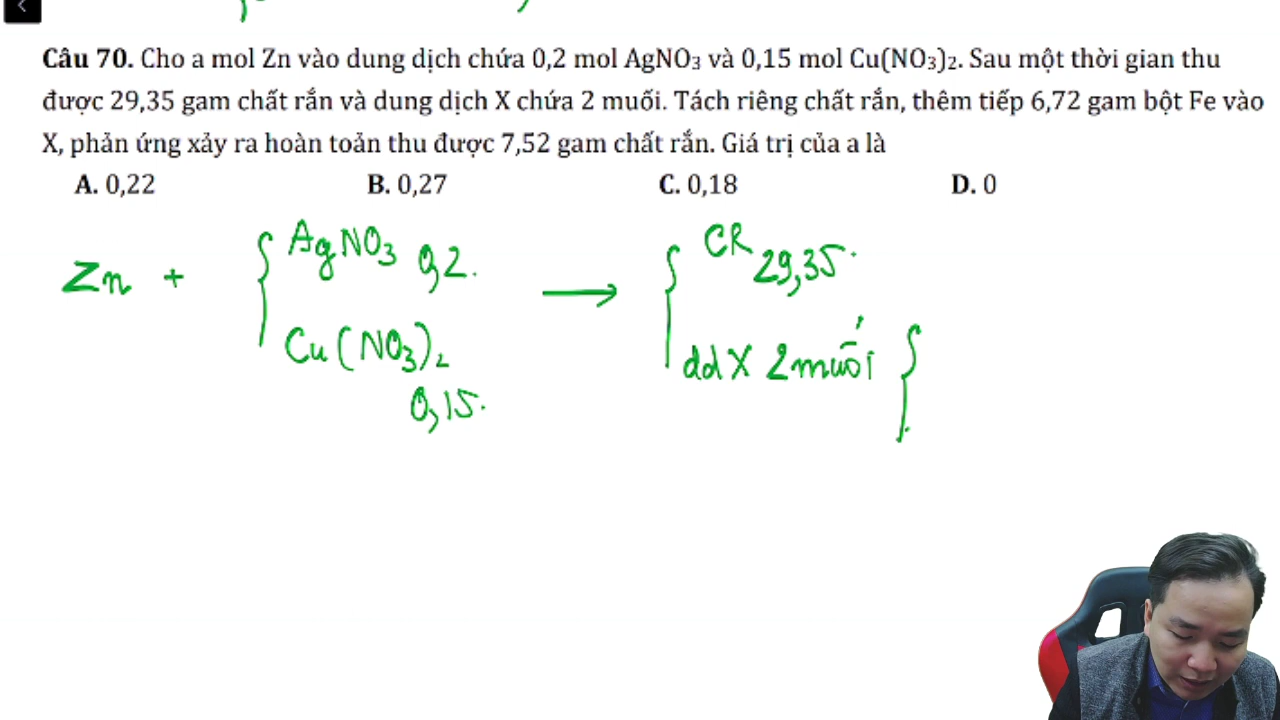 Câu 70. Cho a mol Zn vào dung dịch chứa 0,2 mol AgNO₃ và 0,15 mol Cu(NO₃)₂. Sau một thời gian thu
được 29,35 gam chất rắn và dung dịch X chứa 2 muối. Tách riêng chất rắn, thêm tiếp 6,72 gam bột Fe vào
X, phản ứng xảy ra hoàn toản thu được 7,52 gam chất rắn. Giá trị của a là
A. 0,22 B. 0,27 C. 0,18 D. 0
AgNO₃ 0,2.
CR 29,35.
Zn +
Cu(NO₃)₂
ddX 2 muối
0,15.